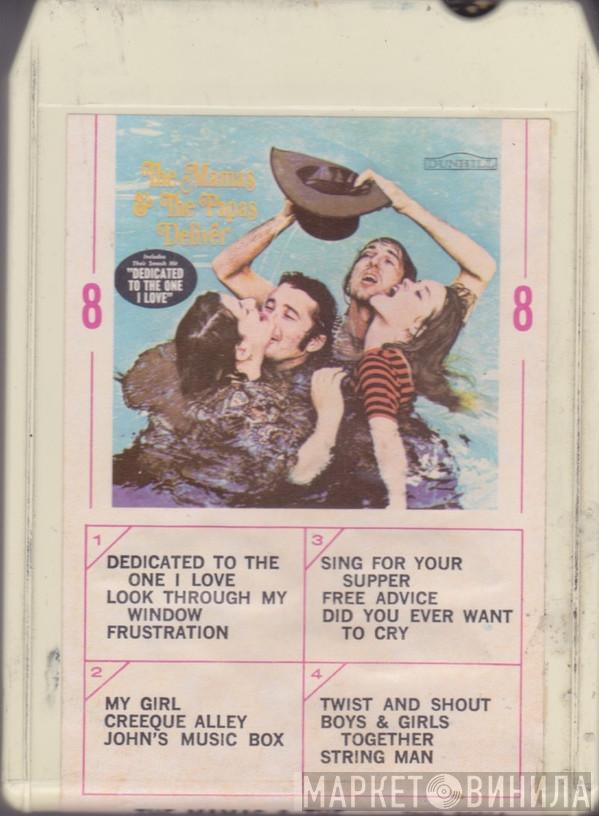 The Mamas
& The Papas
Deliver
DUNHILL
Includes
Their Smash Hit
"DEDICATED
TO THE ONE
I LOVE"
8
8
1
DEDICATED TO THE
ONE I LOVE
LOOK THROUGH MY
WINDOW
FRUSTRATION
3
SING FOR YOUR
SUPPER
FREE ADVICE
DID YOU EVER WANT
TO CRY
2
MY GIRL
CREEQUE ALLEY
JOHN'S MUSIC BOX
4
TWIST AND SHOUT
BOYS & GIRLS
TOGETHER
STRING MAN
МАРКЕТ ВИНИЛА